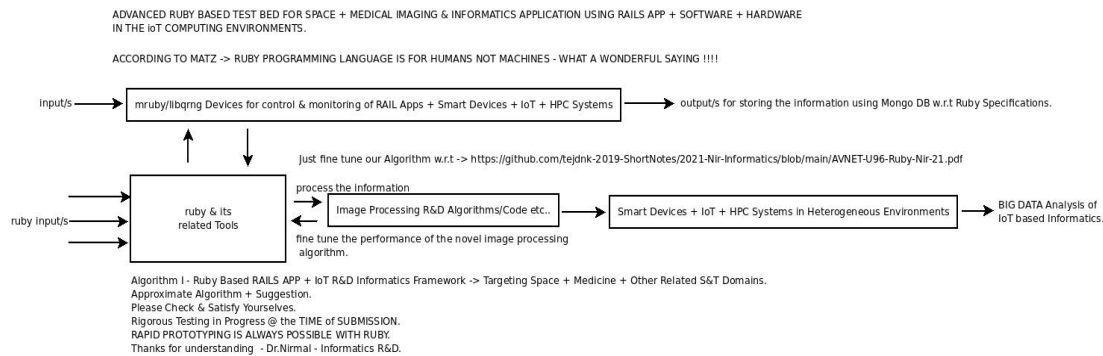 ADVANCED RUBY BASED TEST BED FOR SPACE + MEDICAL IMAGING & INFORMATICS APPLICATION USING RAILS APP + SOFTWARE + HARDWARE
IN THE ioT COMPUTING ENVIRONMENTS.
ACCORDING TO MATZ -> RUBY PROGRAMMING LANGUAGE IS FOR HUMANS NOT MACHINES - WHAT A WONDERFUL SAYING !!!!
input/s
mruby/libqrng Devices for control & monitoring of RAIL Apps + Smart Devices + IoT + HPC Systems
output/s for storing the information using Mongo DB w.r.t Ruby Specifications.
Just fine tune our Algorithm w.r.t -> https://github.com/tejdnk-2019-ShortNotes/2021-Nir-Informatics/blob/main/AVNET-U96-Ruby-Nir-21.pdf
ruby input/s
ruby & its
related Tools
process the information
Image Processing R&D Algorithms/Code etc..
fine tune the performance of the novel image processing
algorithm.
Smart Devices + IoT + HPC Systems in Heterogeneous Environments
BIG DATA Analysis of
IoT based Informatics.
Algorithm I - Ruby Based RAILS APP + IoT R&D Informatics Framework -> Targeting Space + Medicine + Other Related S&T Domains.
Approximate Algorithm + Suggestion.
Please Check & Satisfy Yourselves.
Rigorous Testing in Progress @ the TIME of SUBMISSION.
RAPID PROTOTYPING IS ALWAYS POSSIBLE WITH RUBY.
Thanks for understanding - Dr.Nirmal - Informatics R&D.